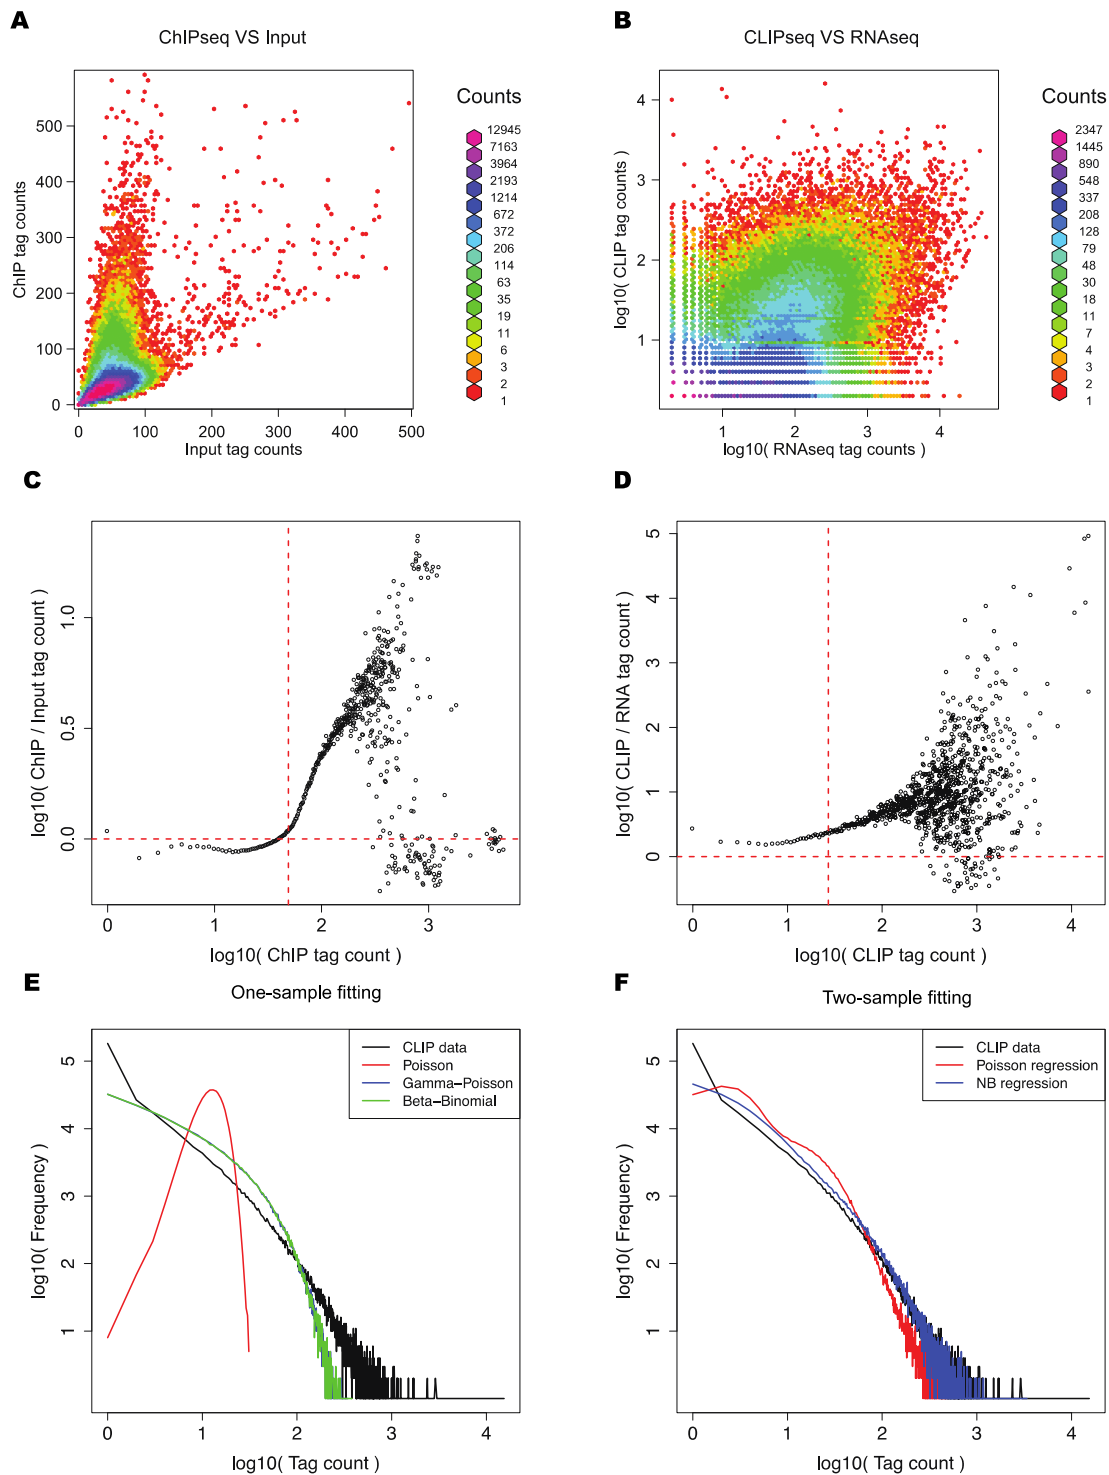 A
ChIPseq VS Input
ChIP tag counts
500
400
300
200
100
0
0
100
200
300
400
500
Input tag counts
Counts
12945
7163
3964
2193
1214
672
372
206
114
63
35
19
11
6
3
2
1
B
CLIPseq VS RNAseq
log10( CLIP tag counts )
4
3
2
1
1
2
3
4
log10( RNAseq tag counts )
Counts
2347
1445
890
548
337
208
128
79
48
30
18
11
7
4
3
2
1
C
log10( ChIP / Input tag count )
1.0
0.5
0.0
0
1
2
3
log10( ChIP tag count )
D
log10( CLIP / RNA tag count )
5
4
3
2
1
0
0
1
2
3
4
log10( CLIP tag count )
E
One-sample fitting
log10( Frequency )
5
4
3
2
1
CLIP data
Poisson
Gamma-Poisson
Beta-Binomial
0
1
2
3
4
log10( Tag count )
F
Two-sample fitting
log10( Frequency )
5
4
3
2
1
CLIP data
Poisson regression
NB regression
0
1
2
3
4
log10( Tag count )